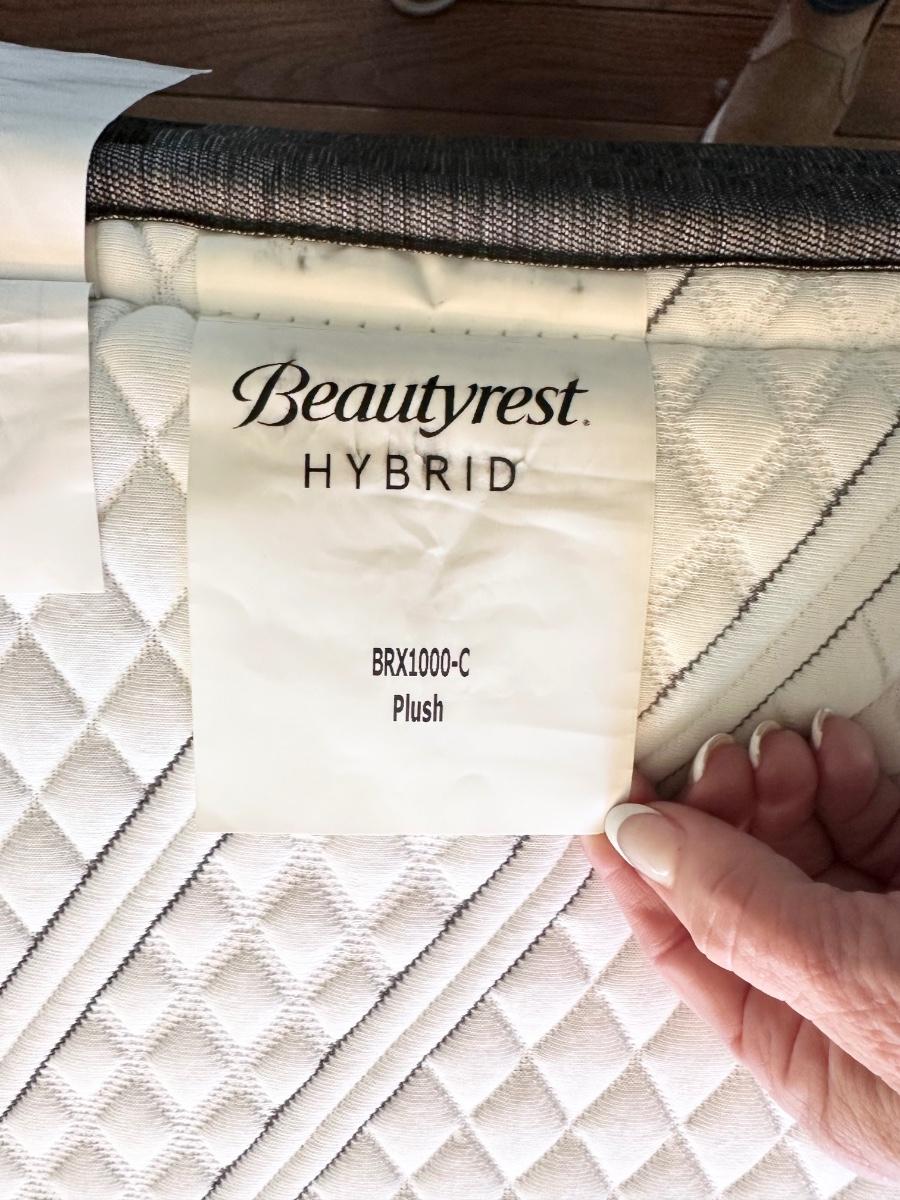 Beautyrest®
HYBRID
BRX1000-C
Plush